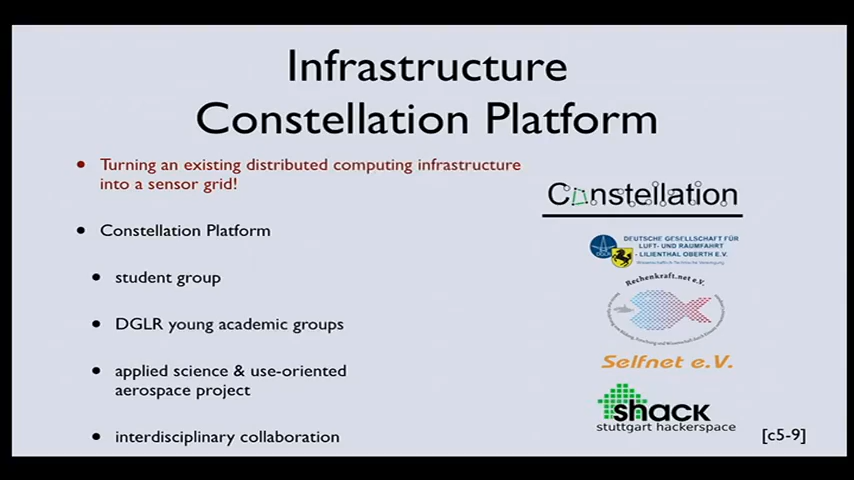 Infrastructure
Constellation Platform
• Turning an existing distributed computing infrastructure
into a sensor grid!
• Constellation Platform
• student group
• DGLR young academic groups
• applied science & use-oriented
aerospace project
• interdisciplinary collaboration
Constellation
DEUTSCHE GESELLSCHAFT FÜR
LUFT- UND RAUMFAHRT
- LILIENTHAL OBERTH E.V.
Rechenkraft.net e.V.
Selfnet e.V.
shack
stuttgart hackerspace
[c5-9]